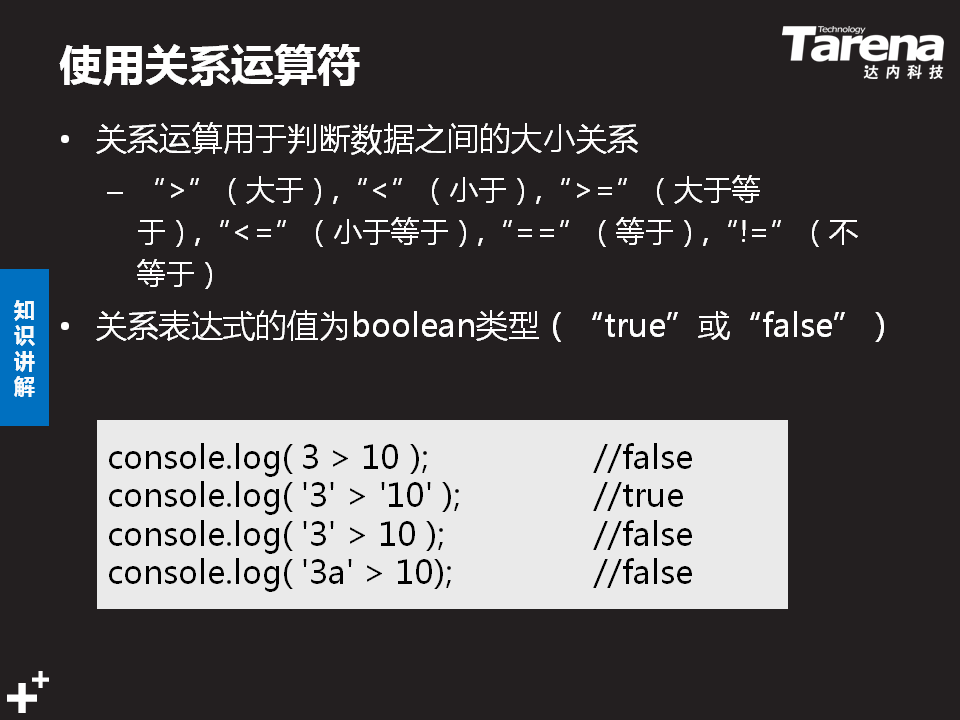 使用关系运算符
Technology
Tarena
达内科技
• 关系运算用于判断数据之间的大小关系
– “>”（大于）,“<”（小于）,“>=”（大于等
于）,“<=”（小于等于）,“==”（等于）,“!=”（不
等于）
知识讲解
• 关系表达式的值为boolean类型（“true”或“false”）
console.log( 3 > 10 ); //false
console.log( '3' > '10' ); //true
console.log( '3' > 10 ); //false
console.log( '3a' > 10); //false